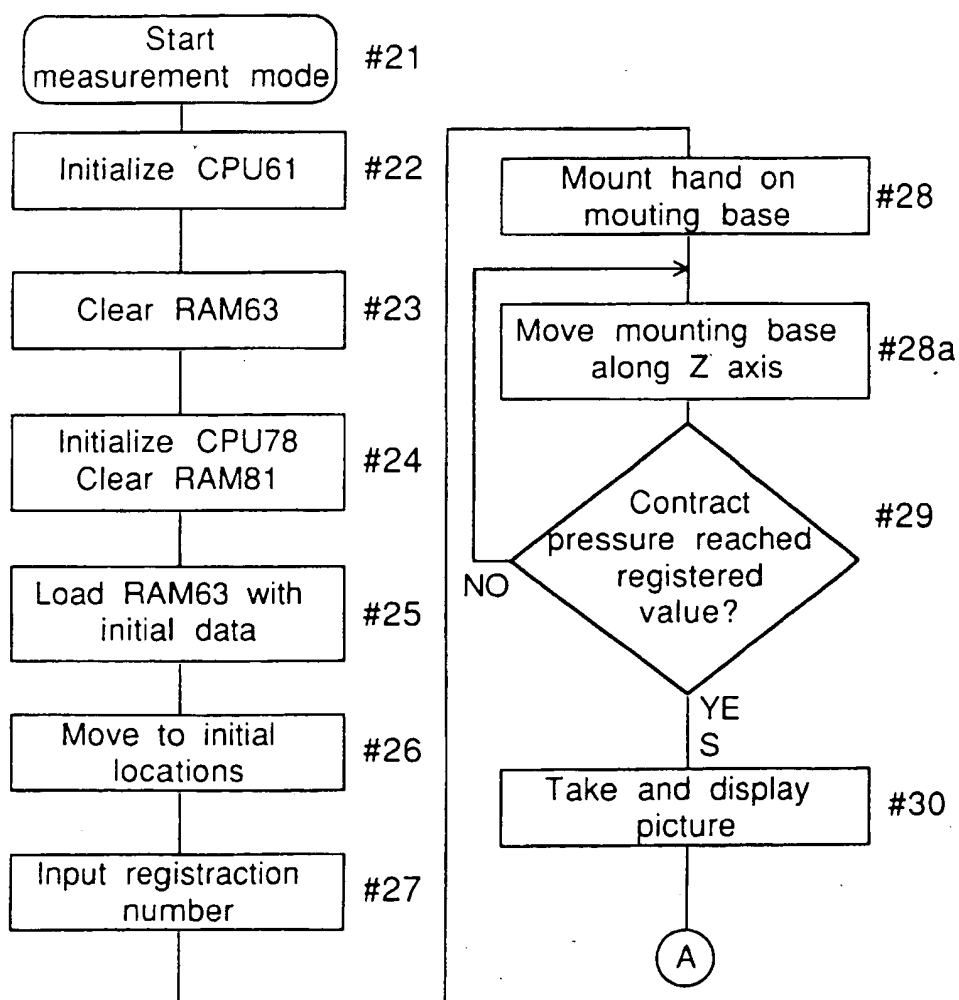 Start
measurement mode
#21
Initialize CPU61
#22
Clear RAM63
#23
Initialize CPU78
Clear RAM81
#24
Load RAM63 with
initial data
#25
Move to initial
locations
#26
Input registraction
number
#27
Mount hand on
mouting base
#28
Move mounting base
along Z axis
#28a
Contract
pressure reached
registered
value?
#29
NO
YE
S
Take and display
picture
#30
A